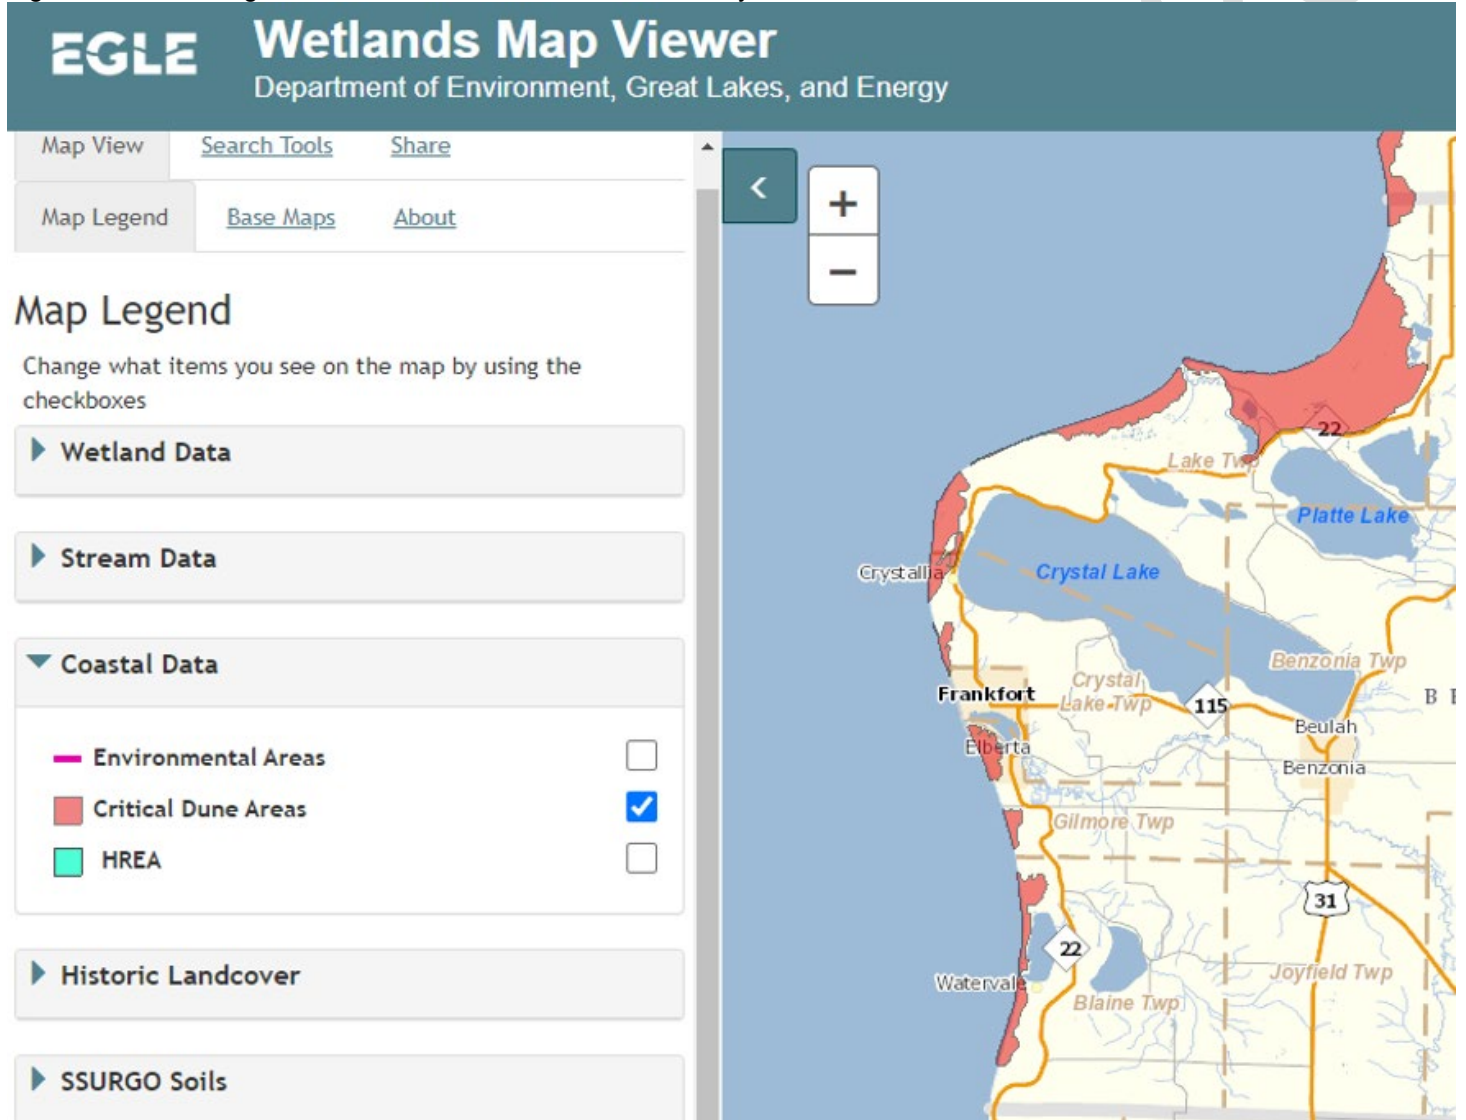 EGLE
Wetlands Map Viewer
Department of Environment, Great Lakes, and Energy
Map View
Search Tools
Share
Map Legend
Base Maps
About
Map Legend
Change what items you see on the map by using the
checkboxes
Wetland Data
Stream Data
Coastal Data
Environmental Areas
Critical Dune Areas
HREA
Historic Landcover
SSURGO Soils
<
+
−
22
Lake Twp
Platte Lake
Crystallia
Crystal Lake
Benzonia Twp
Crystal
Lake Twp
Frankfort
115
B
Beulah
Elberta
Benzonia
Gilmore Twp
31
22
Joyfield Twp
Watervale
Blaine Twp